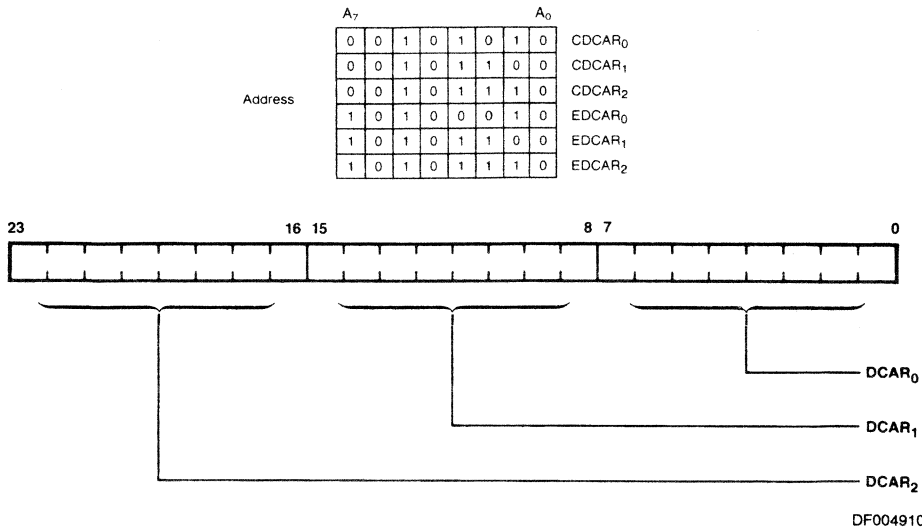 A7 A0
0 0 1 0 1 0 1 0 CDCAR0
0 0 1 0 1 1 0 0 CDCAR1
0 0 1 0 1 1 1 0 CDCAR2
Address
1 0 1 0 0 0 1 0 EDCAR0
1 0 1 0 1 1 0 0 EDCAR1
1 0 1 0 1 1 1 0 EDCAR2
23 16 15 8 7 0
DCAR0
DCAR1
DCAR2
DF004910